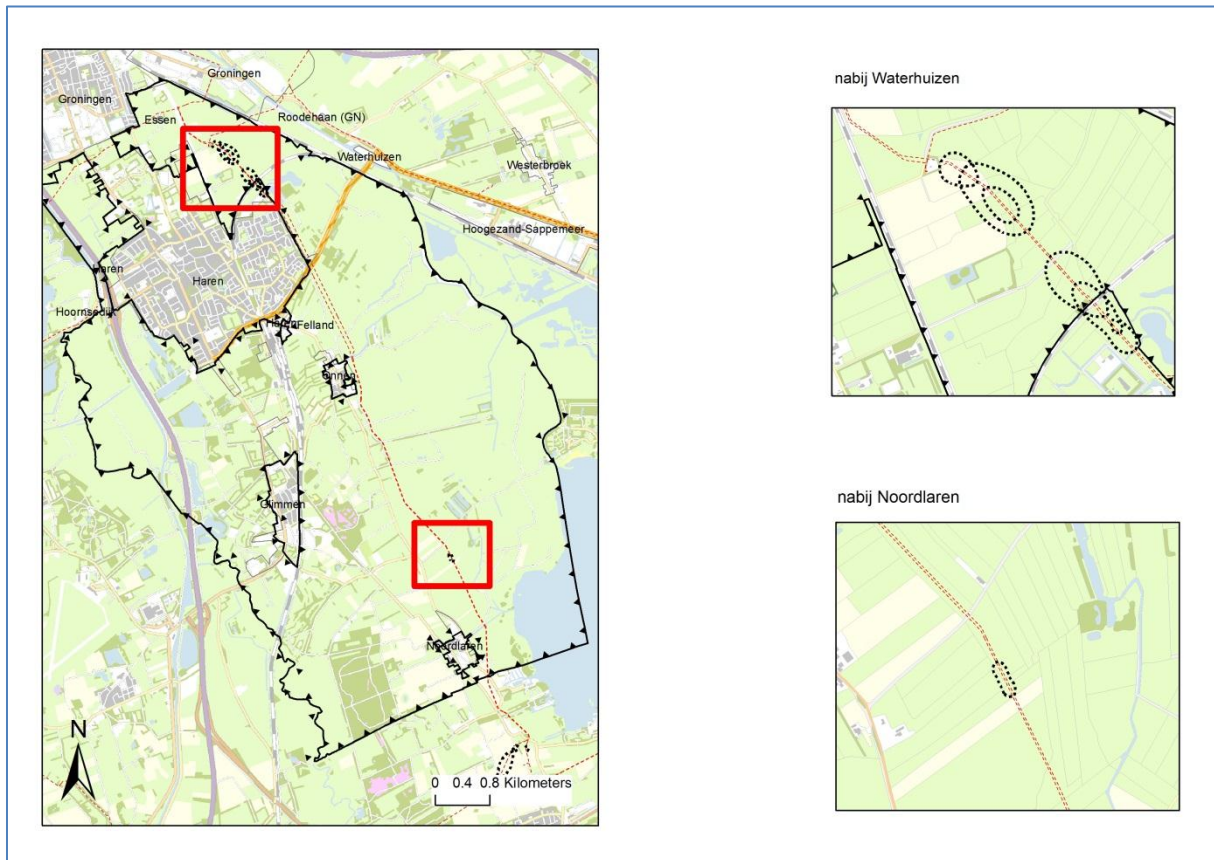 Groningen
Groningen
Essen
Roodehaan (GN)
Waterhuizen
Westerbroek
Hoogezand-Sappemeer
Haren
Haren
Hoornsedijk
Felland
Onnen
Glimmen
Noordlaren
N
0 0.4 0.8 Kilometers
nabij Waterhuizen
nabij Noordlaren